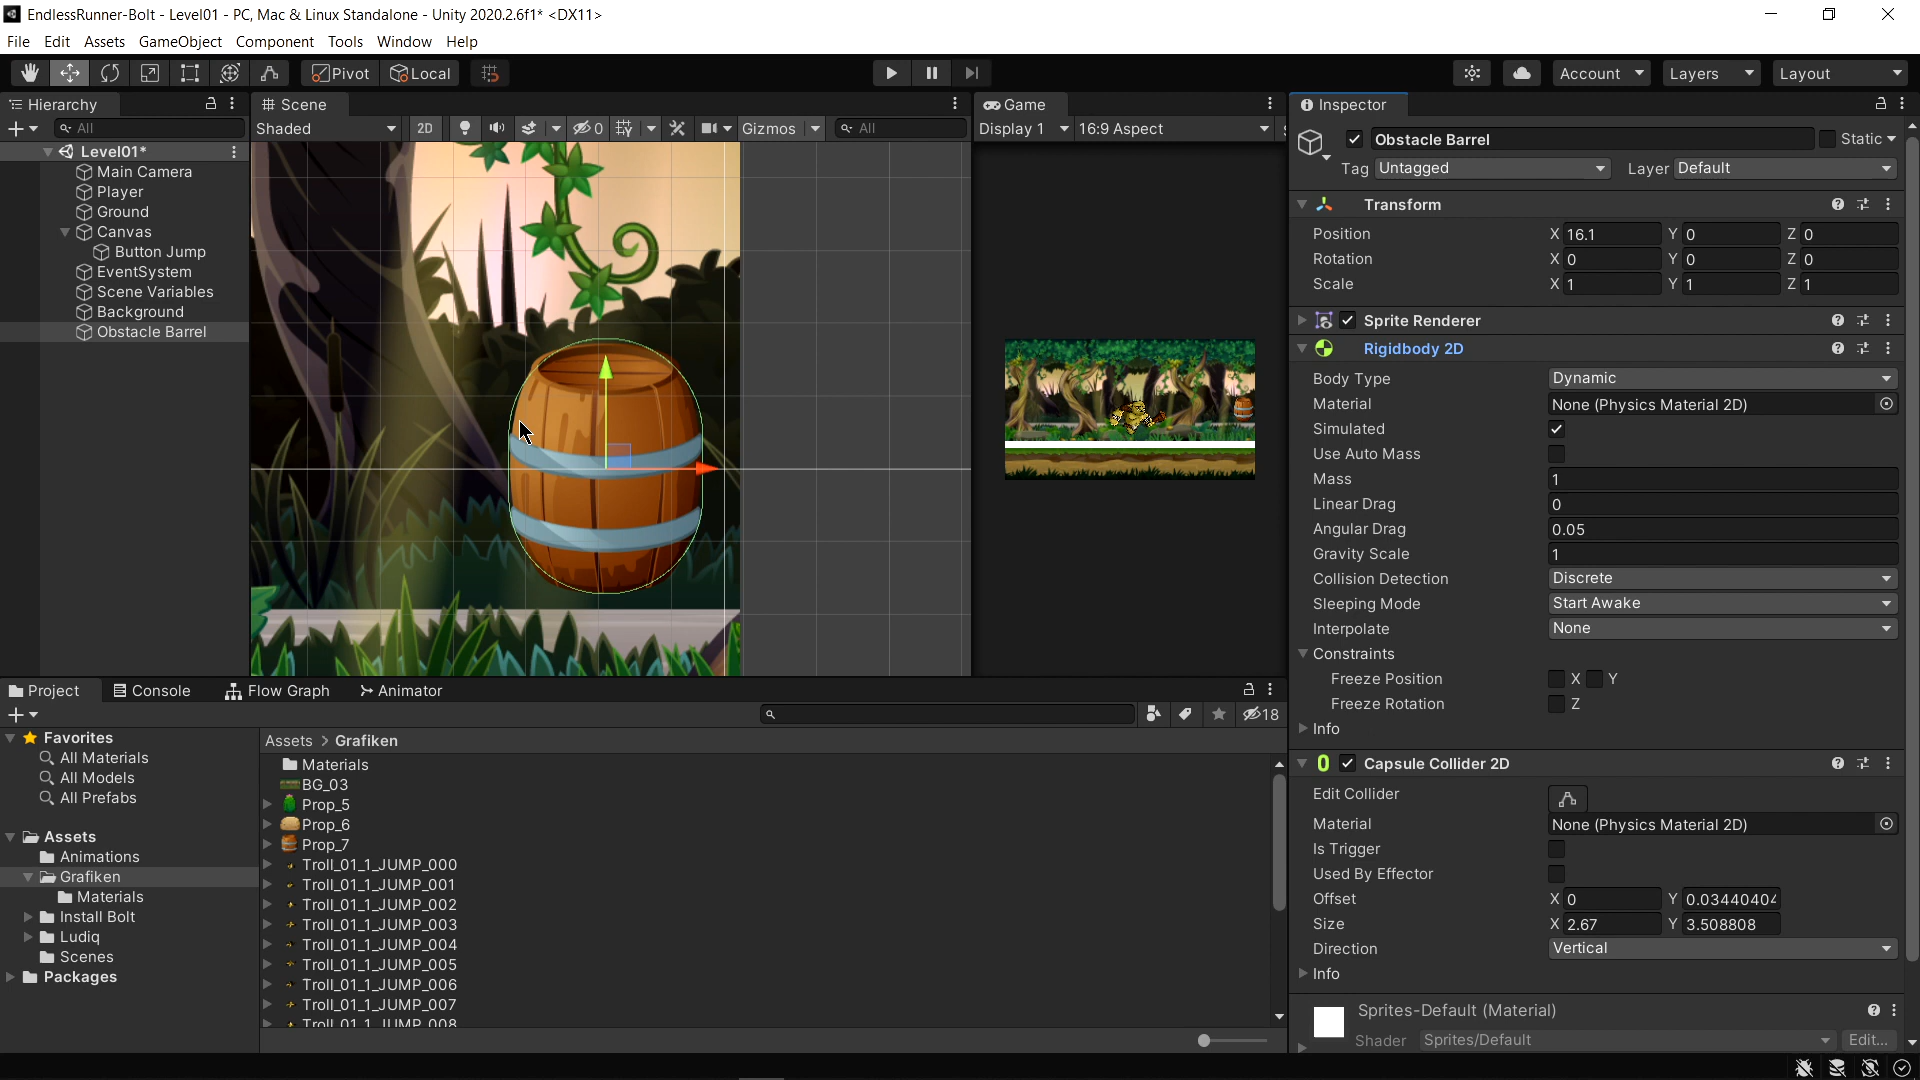 EndlessRunner-Bolt - Level01 - PC, Mac & Linux Standalone - Unity 2020.2.6f1* <DX11>
File Edit Assets GameObject Component Tools Window Help
Pivot Local Account Layers Layout
Hierarchy
All
Level01*
Main Camera
Player
Ground
Canvas
Button Jump
EventSystem
Scene Variables
Background
Obstacle Barrel
Scene
Shaded 2D 0 Gizmos All
Game
Display 1 16:9 Aspect
Inspector
Obstacle Barrel Static
Tag Untagged Layer Default
Transform
Position X 16.1 Y 0 Z 0
Rotation X 0 Y 0 Z 0
Scale X 1 Y 1 Z 1
Sprite Renderer
Rigidbody 2D
Body Type Dynamic
Material None (Physics Material 2D)
Simulated
Use Auto Mass
Mass 1
Linear Drag 0
Angular Drag 0.05
Gravity Scale 1
Collision Detection Discrete
Sleeping Mode Start Awake
Interpolate None
Constraints
Freeze Position X Y
Freeze Rotation Z
Info
Capsule Collider 2D
Edit Collider
Material None (Physics Material 2D)
Is Trigger
Used By Effector
Offset X 0 Y 0.03440404
Size X 2.67 Y 3.508808
Direction Vertical
Info
Sprites-Default (Material)
Shader Sprites/Default Edit...
Project Console Flow Graph Animator
18
Favorites
All Materials
All Models
All Prefabs
Assets
Animations
Grafiken
Materials
Install Bolt
Ludiq
Scenes
Packages
Assets > Grafiken
Materials
BG_03
Prop_5
Prop_6
Prop_7
Troll_01_1_JUMP_000
Troll_01_1_JUMP_001
Troll_01_1_JUMP_002
Troll_01_1_JUMP_003
Troll_01_1_JUMP_004
Troll_01_1_JUMP_005
Troll_01_1_JUMP_006
Troll_01_1_JUMP_007
Troll_01_1_JUMP_008